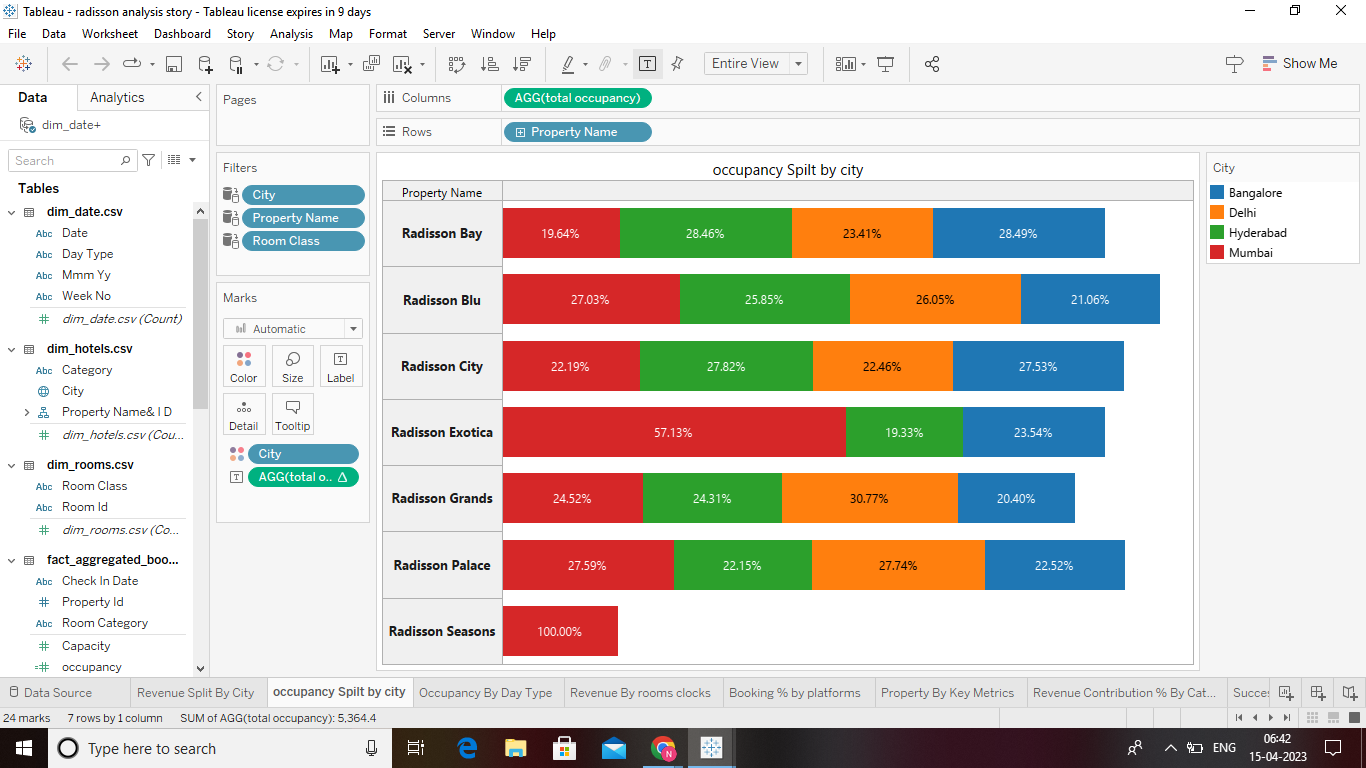 Tableau - radisson analysis story - Tableau license expires in 9 days
File Data Worksheet Dashboard Story Analysis Map Format Server Window Help
Entire View
Show Me
Data Analytics
dim_date+
Search
Tables
dim_date.csv
Abc Date
Abc Day Type
Abc Mmm Yy
Abc Week No
# dim_date.csv (Count)
dim_hotels.csv
Abc Category
City
Property Name& I D
# dim_hotels.csv (Cou...
dim_rooms.csv
Abc Room Class
Abc Room Id
# dim_rooms.csv (Co...
fact_aggregated_boo...
Abc Check In Date
# Property Id
Abc Room Category
# Capacity
=# occupancy
Pages
Filters
City
Property Name
Room Class
Marks
Automatic
Color Size T Label
Detail Tooltip
City
T AGG(total o.. Δ
Columns AGG(total occupancy)
Rows Property Name
occupancy Spilt by city
Property Name
Radisson Bay 19.64% 28.46% 23.41% 28.49%
Radisson Blu 27.03% 25.85% 26.05% 21.06%
Radisson City 22.19% 27.82% 22.46% 27.53%
Radisson Exotica 57.13% 19.33% 23.54%
Radisson Grands 24.52% 24.31% 30.77% 20.40%
Radisson Palace 27.59% 22.15% 27.74% 22.52%
Radisson Seasons 100.00%
City
Bangalore
Delhi
Hyderabad
Mumbai
Data Source Revenue Split By City occupancy Spilt by city Occupancy By Day Type Revenue By rooms clocks Booking % by platforms Property By Key Metrics Revenue Contribution % By Cat... Succes
24 marks 7 rows by 1 column SUM of AGG(total occupancy): 5,364.4
Type here to search
N
ENG
06:42
15-04-2023